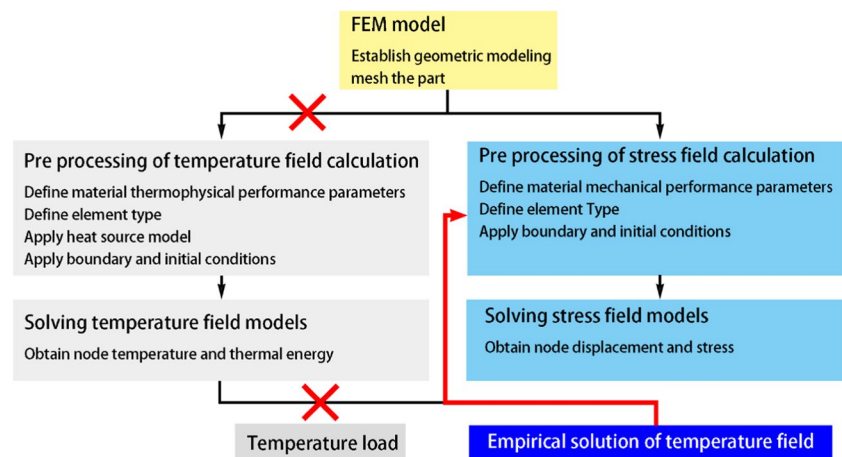 FEM model
Establish geometric modeling
mesh the part
Pre processing of temperature field calculation
Define material thermophysical performance parameters
Define element type
Apply heat source model
Apply boundary and initial conditions
Pre processing of stress field calculation
Define material mechanical performance parameters
Define element Type
Apply boundary and initial conditions
Solving temperature field models
Obtain node temperature and thermal energy
Solving stress field models
Obtain node displacement and stress
Temperature load
Empirical solution of temperature field